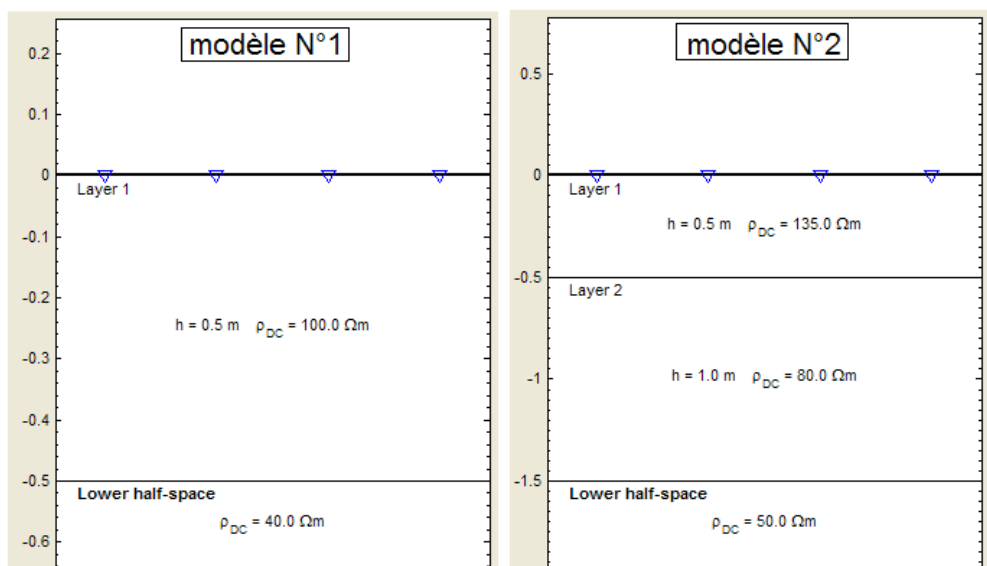 modèle N°1
0.2
0.1
0
Layer 1
-0.1
-0.2
h = 0.5 m ρDC = 100.0 Ωm
-0.3
-0.4
-0.5
Lower half-space
ρDC = 40.0 Ωm
-0.6
modèle N°2
0.5
0
Layer 1
h = 0.5 m ρDC = 135.0 Ωm
-0.5
Layer 2
h = 1.0 m ρDC = 80.0 Ωm
-1
-1.5
Lower half-space
ρDC = 50.0 Ωm